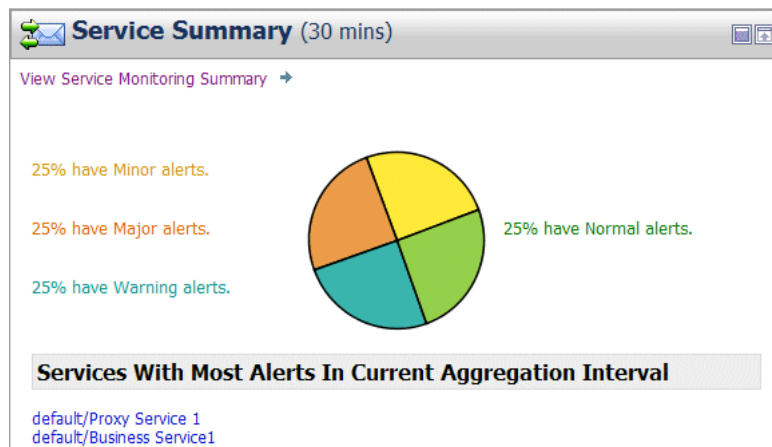 Service Summary (30 mins)
View Service Monitoring Summary
25% have Minor alerts.
25% have Major alerts.
25% have Normal alerts.
25% have Warning alerts.
Services With Most Alerts In Current Aggregation Interval
default/Proxy Service 1
default/Business Service1